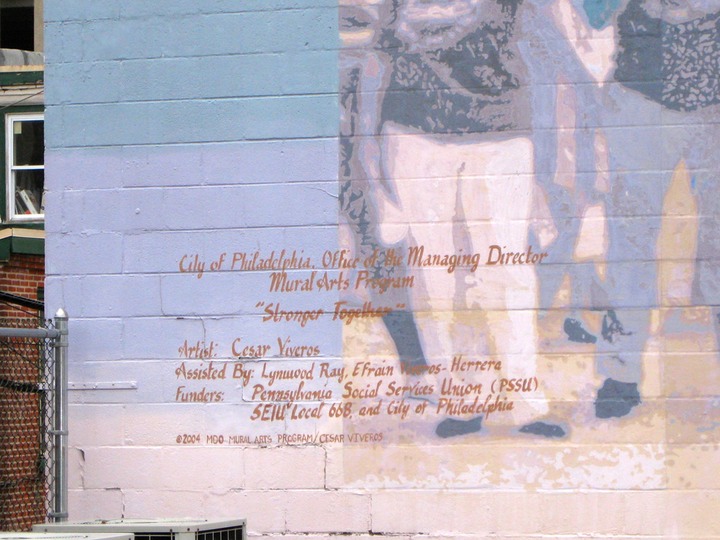 City of Philadelphia, Office of the Managing Director
Mural Arts Program
"Stronger Together"
Artist: Cesar Viveros
Assisted By: Lynwood Ray, Efrain Viveros-Herrera
Funders: Pennsylvania Social Services Union (PSSU)
SEIU Local 668, and City of Philadelphia
©2004 MDO MURAL ARTS PROGRAM/CESAR VIVEROS